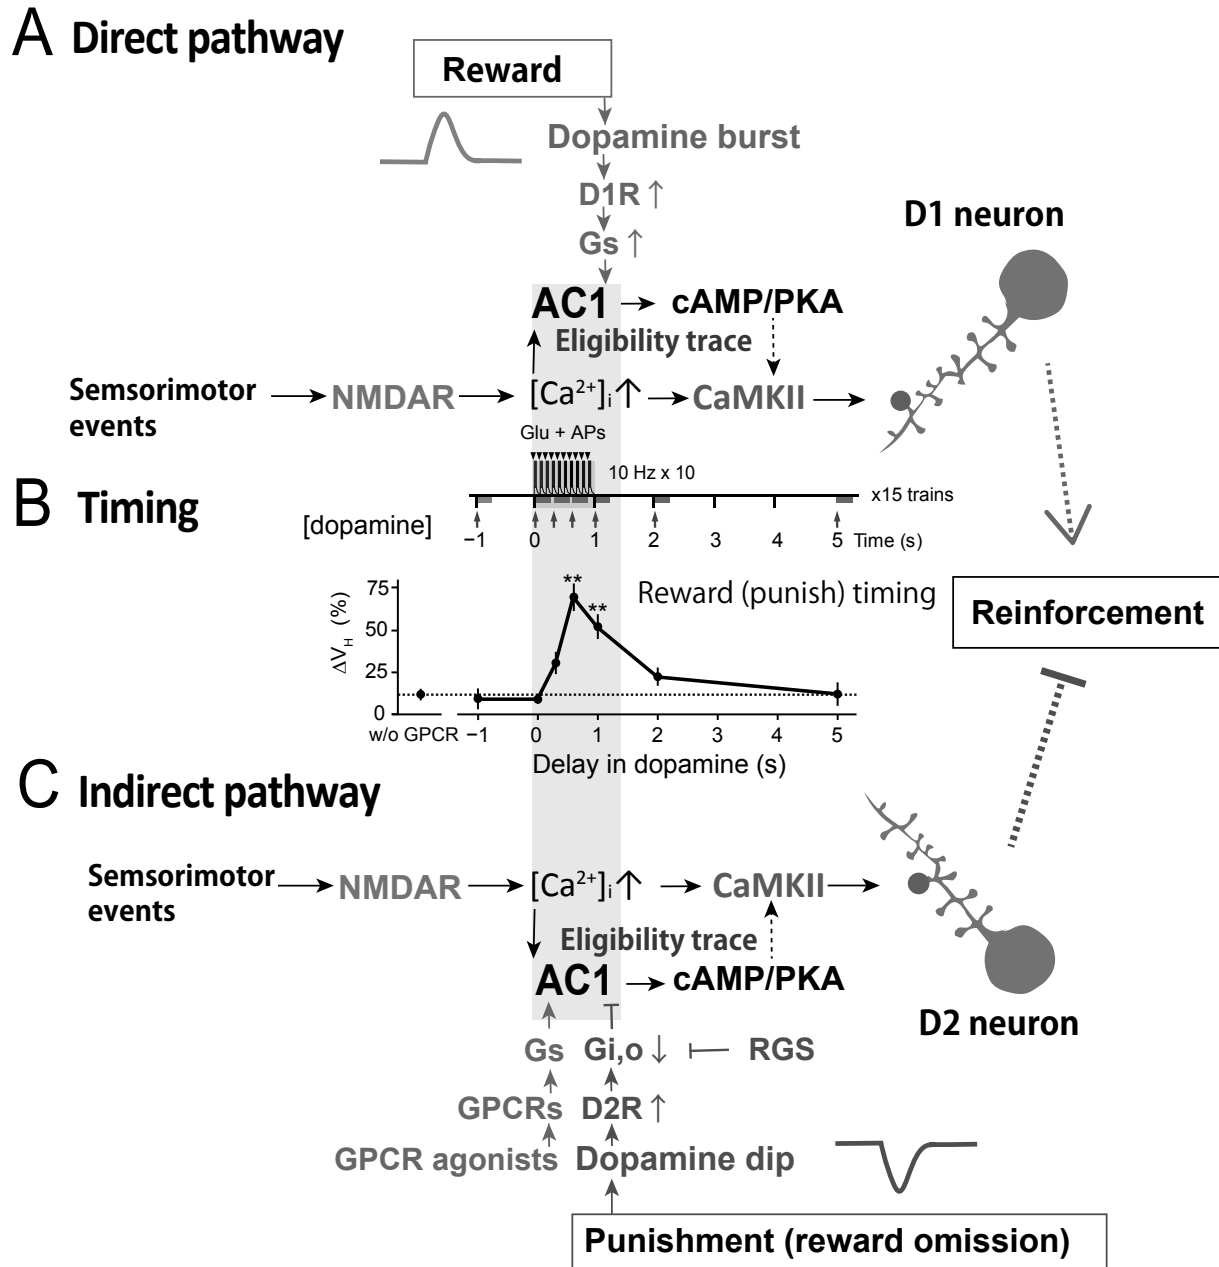 A Direct pathway
Reward
Dopamine burst
D1R ↑
Gs ↑
D1 neuron
AC1 → cAMP/PKA
Eligibility trace
Semsorimotor
events
NMDAR
[Ca²⁺]ᵢ ↑
CaMKII
Glu + APs
10 Hz x 10
x15 trains
B Timing
[dopamine]
−1 0 1 2 3 4 5 Time (s)
Reward (punish) timing
ΔV_H (%)
75
50
25
0
**
**
w/o GPCR −1 0 1 2 3 4 5
Delay in dopamine (s)
Reinforcement
C Indirect pathway
Semsorimotor
events
NMDAR
[Ca²⁺]ᵢ ↑
CaMKII
Eligibility trace
AC1 → cAMP/PKA
D2 neuron
Gs Gi,o ↓ RGS
GPCRs D2R ↑
GPCR agonists Dopamine dip
Punishment (reward omission)